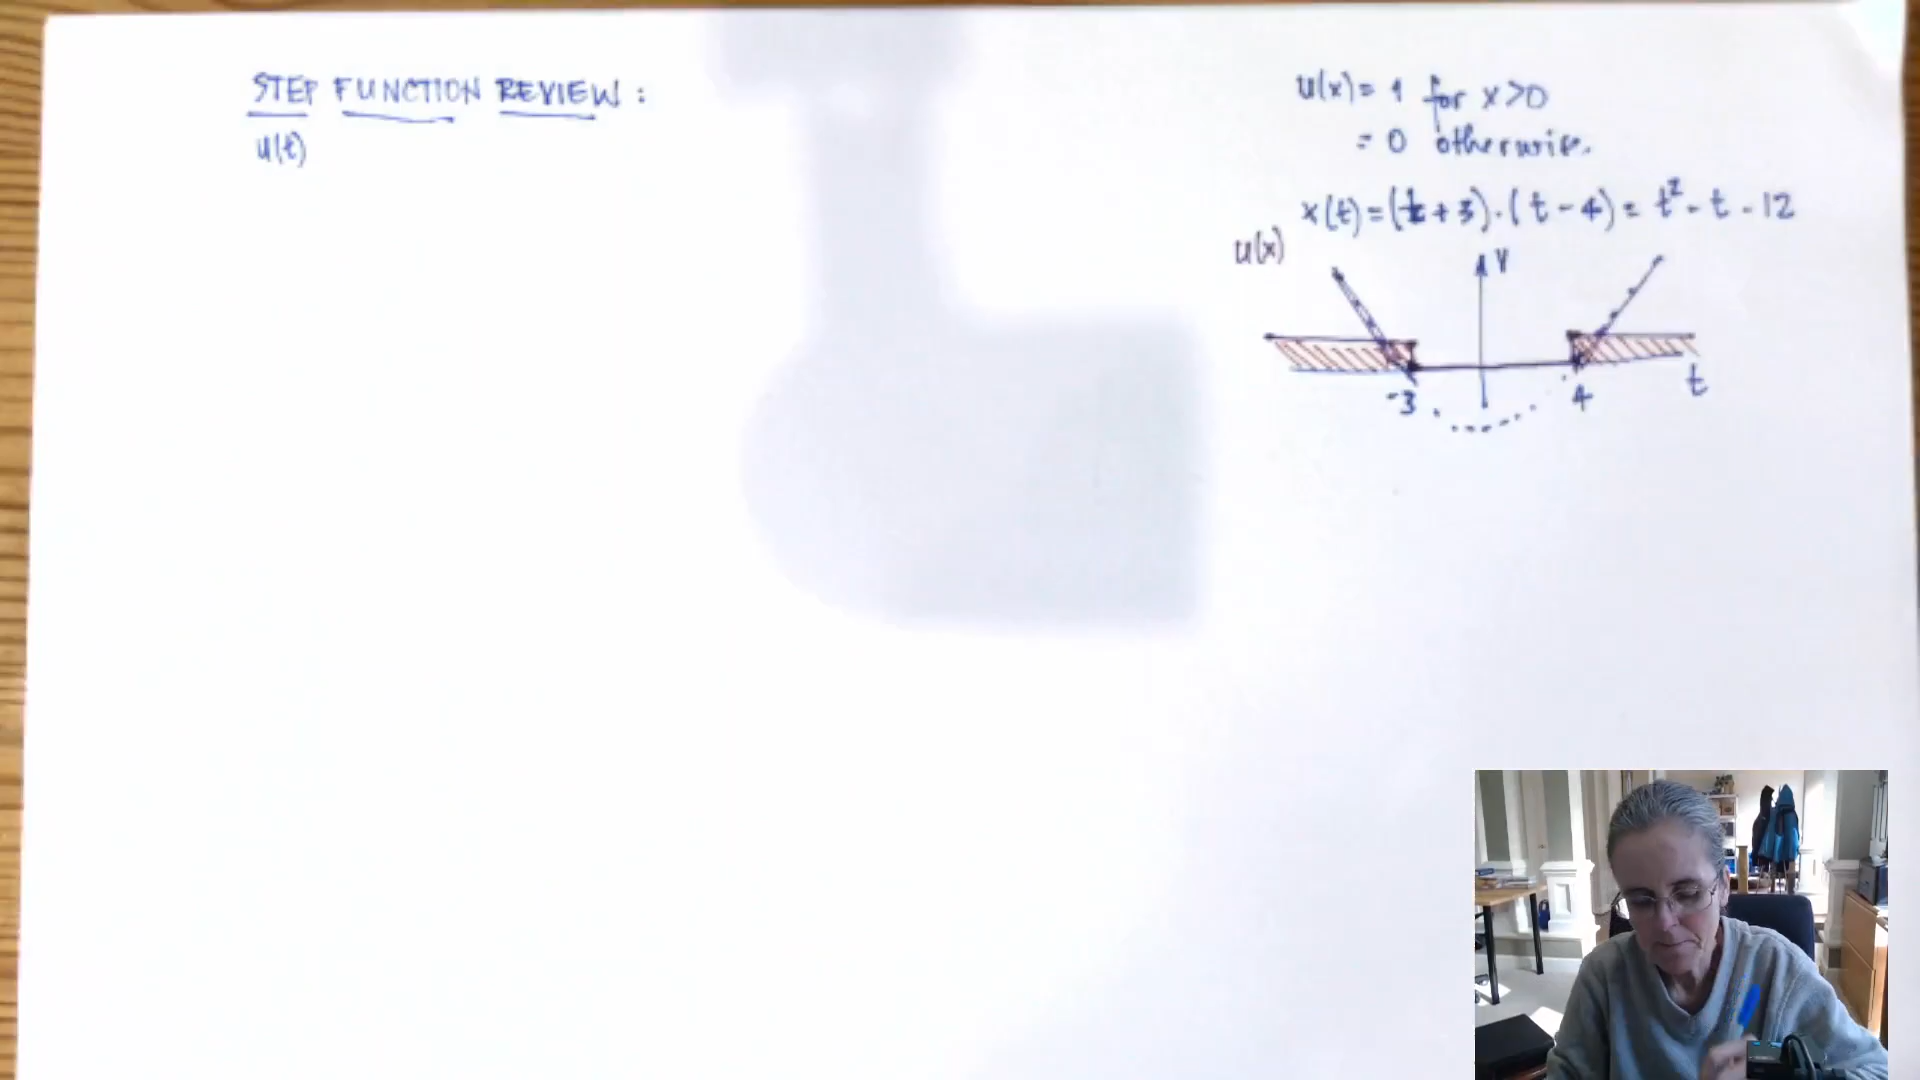 STEP FUNCTION REVIEW :
u(t)
u(x) = 1 for x>0
= 0 otherwise.
x(t) = (t+3)·(t-4) = t² - t - 12
u(x)
Y
-3
4
t